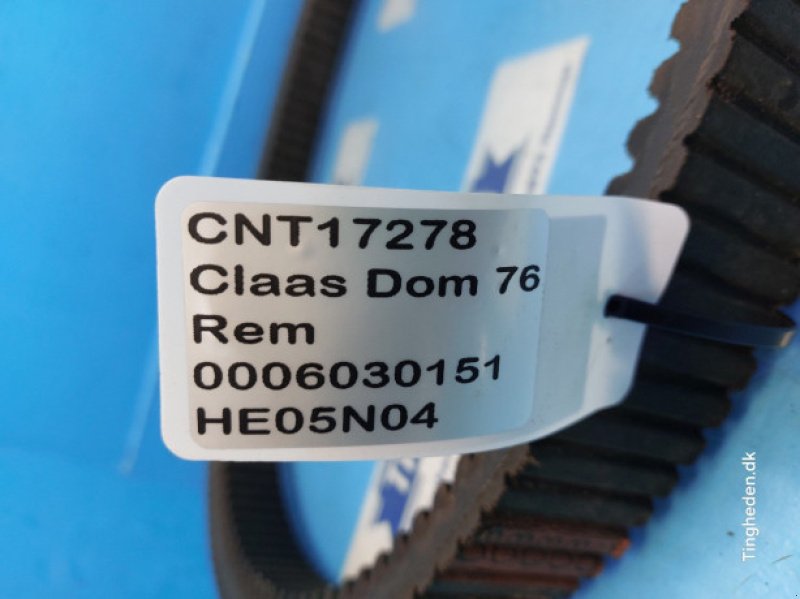 CNT17278
Claas Dom 76
Rem
0006030151
HE05N04
Tingheden.dk